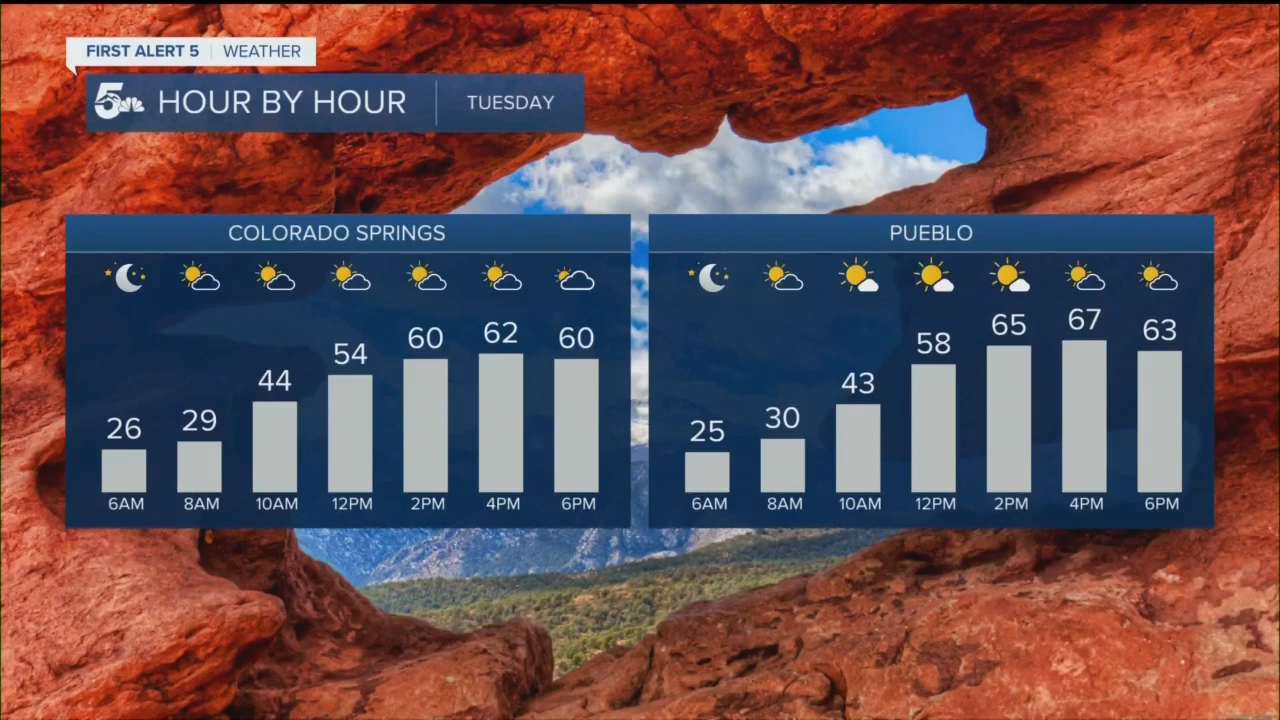 FIRST ALERT 5 | WEATHER
5 HOUR BY HOUR | TUESDAY
COLORADO SPRINGS
26 29 44 54 60 62 60
6AM 8AM 10AM 12PM 2PM 4PM 6PM
PUEBLO
25 30 43 58 65 67 63
6AM 8AM 10AM 12PM 2PM 4PM 6PM